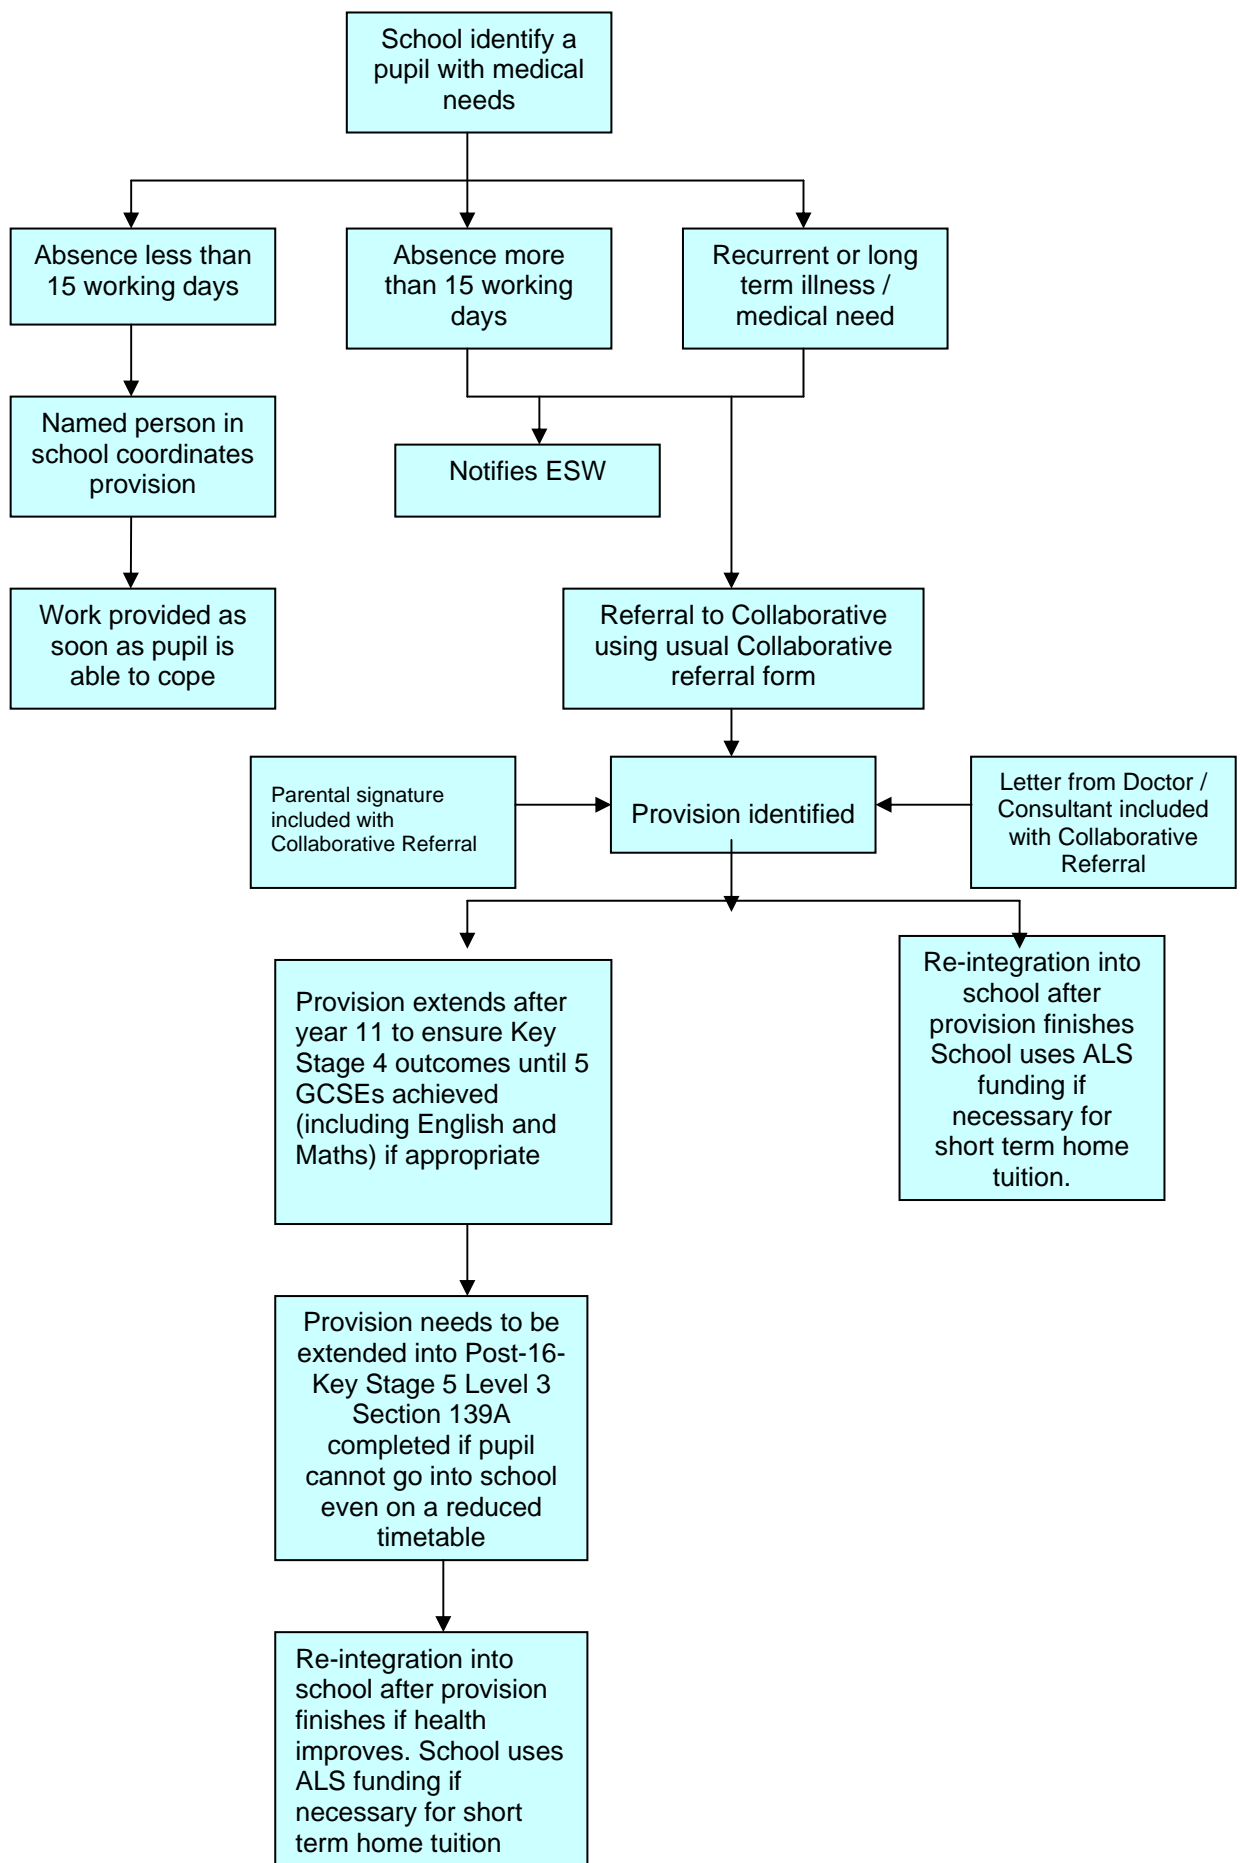 School identify a
pupil with medical
needs
Absence less than
15 working days
Absence more
than 15 working
days
Recurrent or long
term illness /
medical need
Named person in
school coordinates
provision
Notifies ESW
Work provided as
soon as pupil is
able to cope
Referral to Collaborative
using usual Collaborative
referral form
Parental signature
included with
Collaborative Referral
Provision identified
Letter from Doctor /
Consultant included
with Collaborative
Referral
Provision extends after
year 11 to ensure Key
Stage 4 outcomes until 5
GCSEs achieved
(including English and
Maths) if appropriate
Re-integration into
school after
provision finishes
School uses ALS
funding if
necessary for
short term home
tuition.
Provision needs to be
extended into Post-16-
Key Stage 5 Level 3
Section 139A
completed if pupil
cannot go into school
even on a reduced
timetable
Re-integration into
school after provision
finishes if health
improves. School uses
ALS funding if
necessary for short
term home tuition